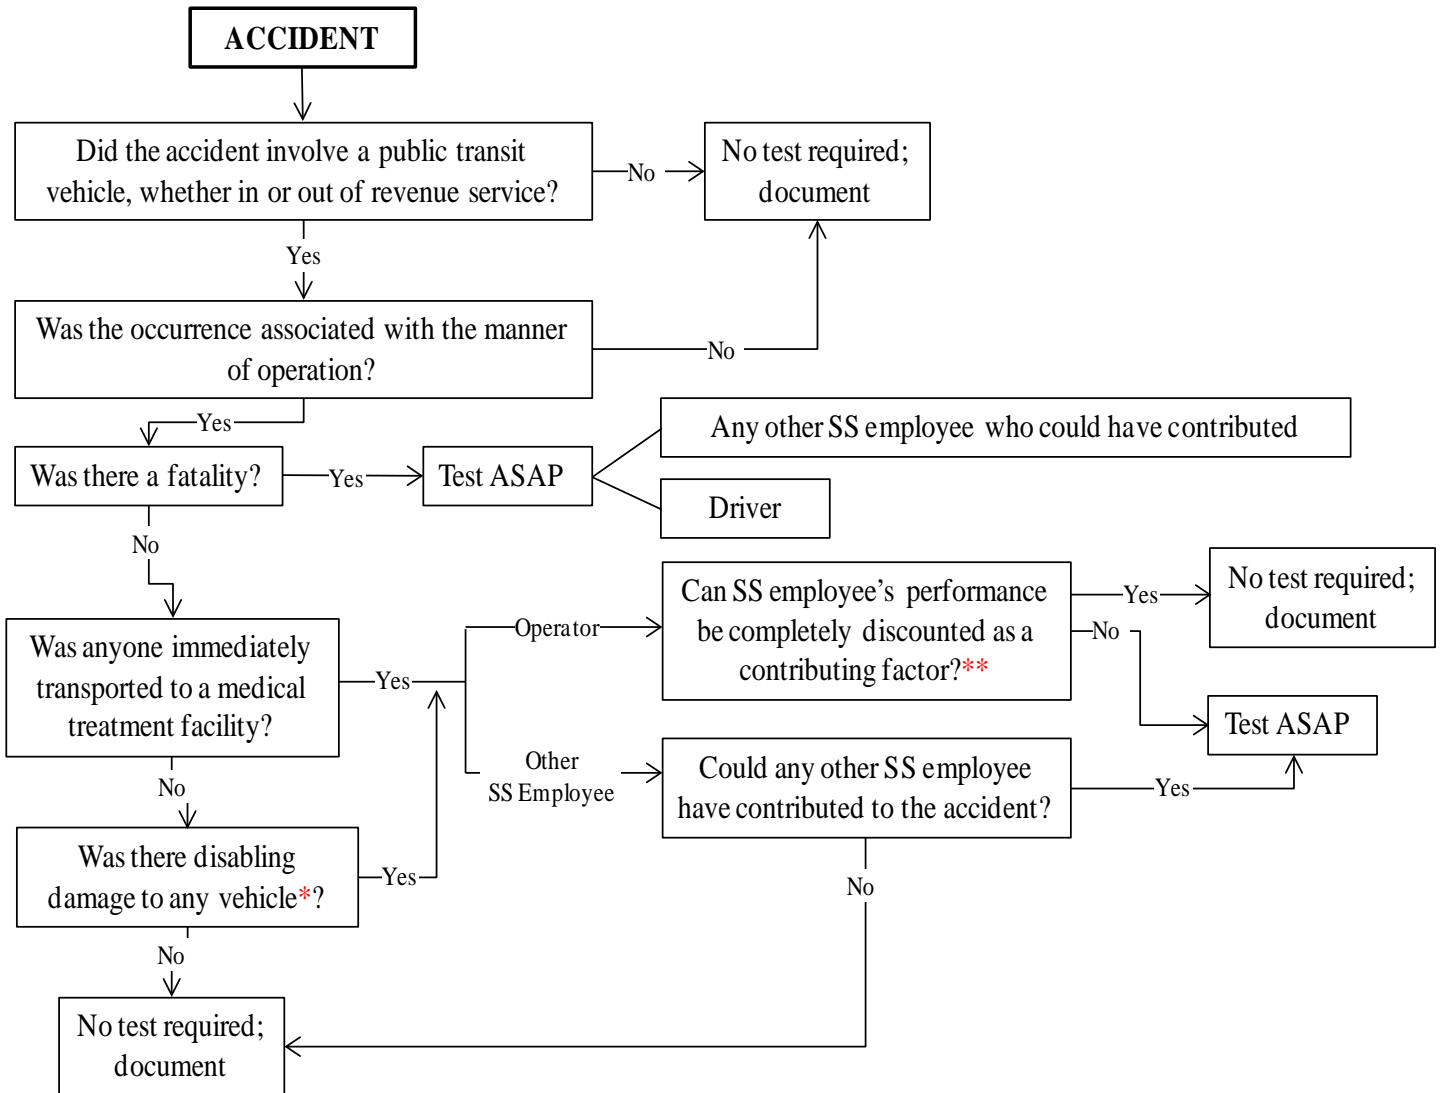 ACCIDENT
Did the accident involve a public transit
vehicle, whether in or out of revenue service?
No
No test required;
document
Yes
Was the occurrence associated with the manner
of operation?
No
Yes
Was there a fatality?
Yes
Test ASAP
Any other SS employee who could have contributed
Driver
No
Was anyone immediately
transported to a medical
treatment facility?
Yes
Operator
Can SS employee’s performance
be completely discounted as a
contributing factor?**
Yes
No test required;
document
No
Test ASAP
Other
SS Employee
Could any other SS employee
have contributed to the accident?
Yes
No
No
Was there disabling
damage to any vehicle*?
Yes
No
No test required;
document